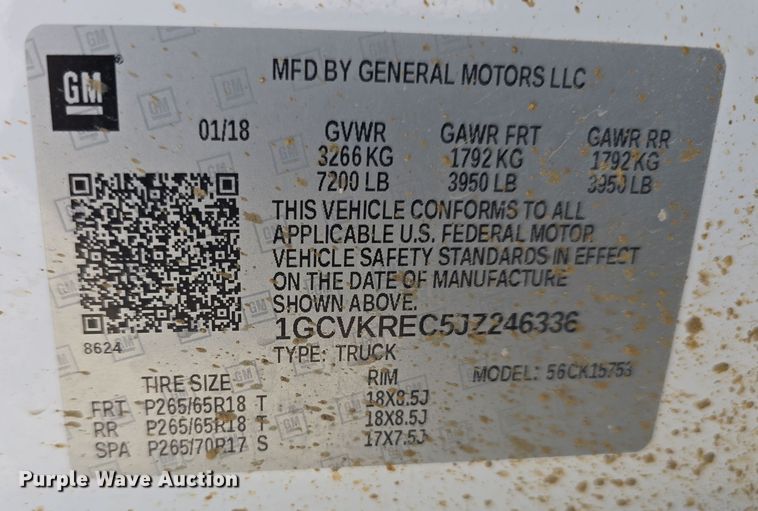 GM
MFD BY GENERAL MOTORS LLC
01/18 GVWR GAWR FRT GAWR RR
3266 KG 1792 KG 1792 KG
7200 LB 3950 LB 3950 LB
THIS VEHICLE CONFORMS TO ALL
APPLICABLE U.S. FEDERAL MOTOR
VEHICLE SAFETY STANDARDS IN EFFECT
ON THE DATE OF MANUFACTURE
SHOWN ABOVE.
1GCVKREC5JZ246336
8624 TYPE: TRUCK MODEL: 56CK15753
TIRE SIZE RIM
FRT P265/65R18 T 18X8.5J
RR P265/65R18 T 18X8.5J
SPA P265/70R17 S 17X7.5J
Purple Wave Auction